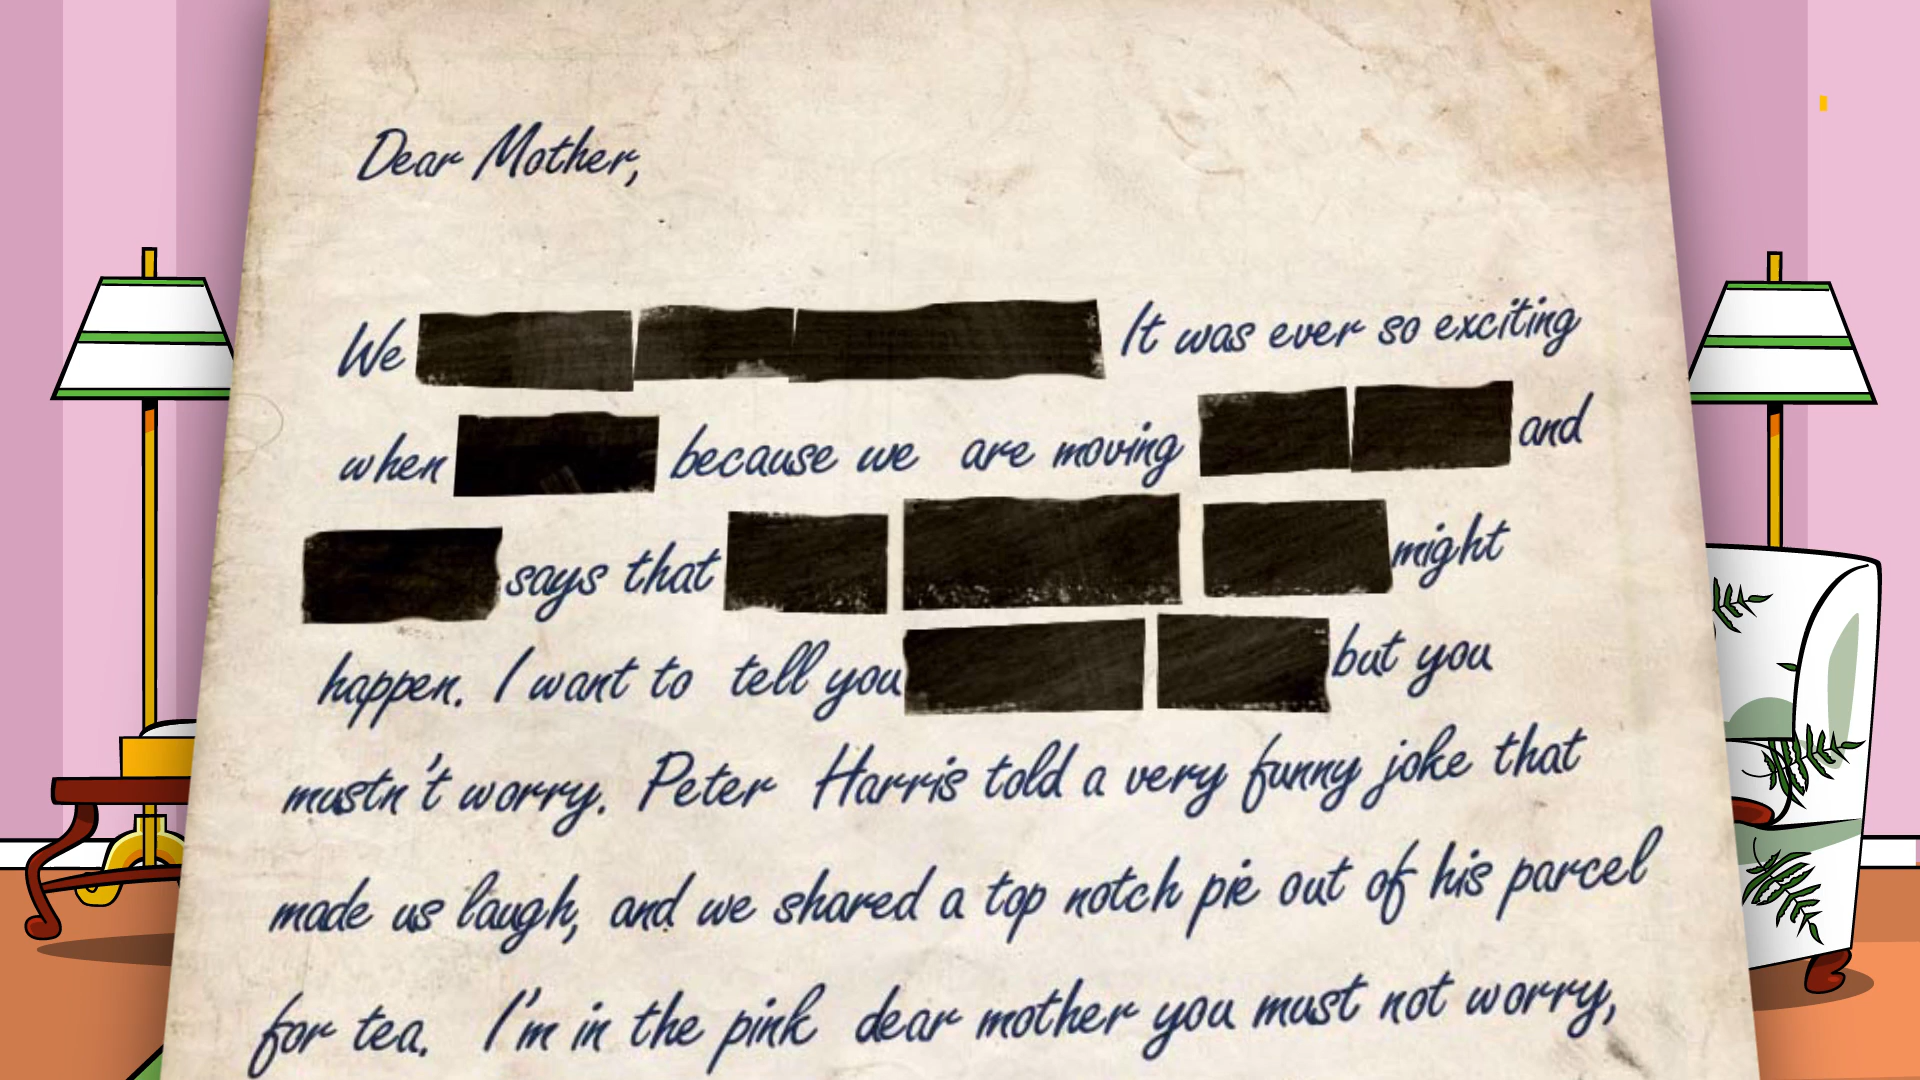 Dear Mother,
We It was ever so exciting
when because we are moving and
says that might
happen. I want to tell you but you
mustn't worry. Peter Harris told a very funny joke that
made us laugh, and we shared a top notch pie out of his parcel
for tea. I'm in the pink dear mother you must not worry,